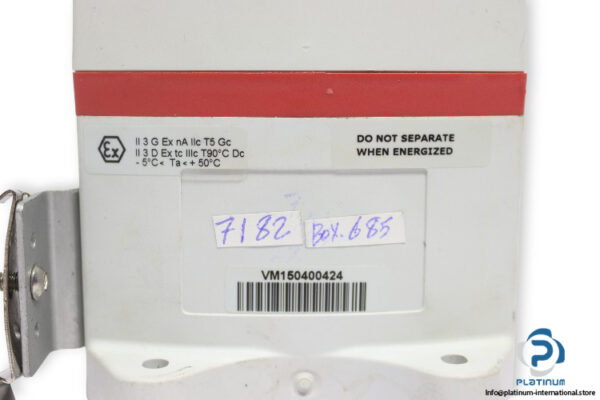 Ex
II 3 G Ex nA IIc T5 Gc
II 3 D Ex tc IIIc T90°C Dc
- 5°C< Ta <+ 50°C
DO NOT SEPARATE
WHEN ENERGIZED
7182
Box.685
VM150400424
PLATINUM
Info@platinum-international.store